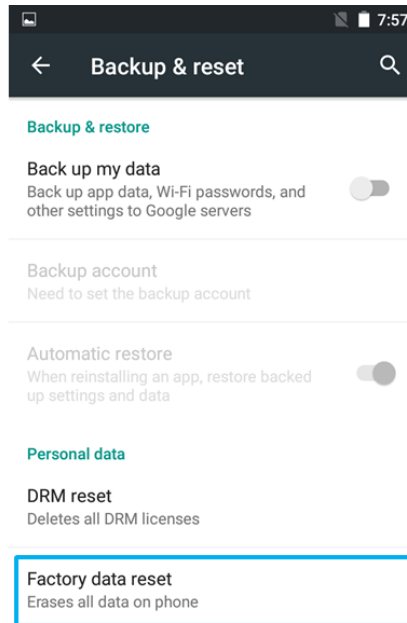 7:57
Backup & reset
Backup & restore
Back up my data
Back up app data, Wi-Fi passwords, and
other settings to Google servers
Backup account
Need to set the backup account
Automatic restore
When reinstalling an app, restore backed
up settings and data
Personal data
DRM reset
Deletes all DRM licenses
Factory data reset
Erases all data on phone